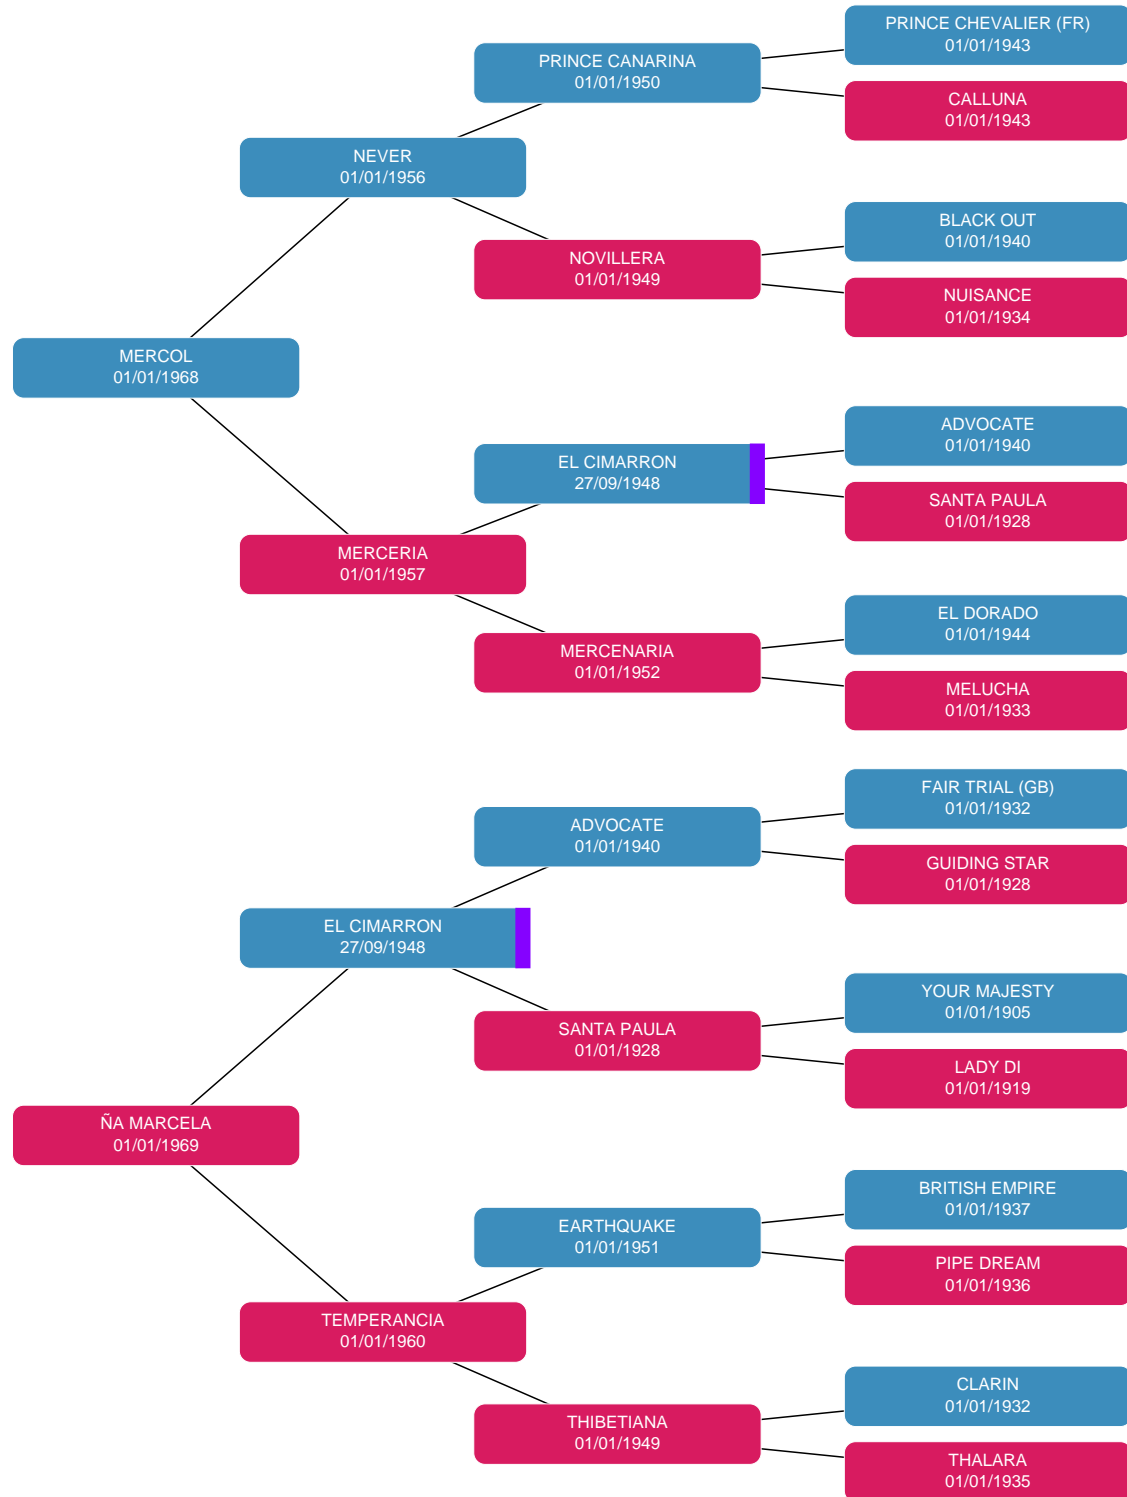 PRINCE CHEVALIER (FR)
01/01/1943
PRINCE CANARINA
01/01/1950
CALLUNA
01/01/1943
NEVER
01/01/1956
BLACK OUT
01/01/1940
NOVILLERA
01/01/1949
NUISANCE
01/01/1934
MERCOL
01/01/1968
ADVOCATE
01/01/1940
EL CIMARRON
27/09/1948
SANTA PAULA
01/01/1928
MERCERIA
01/01/1957
EL DORADO
01/01/1944
MERCENARIA
01/01/1952
MELUCHA
01/01/1933
FAIR TRIAL (GB)
01/01/1932
ADVOCATE
01/01/1940
GUIDING STAR
01/01/1928
EL CIMARRON
27/09/1948
YOUR MAJESTY
01/01/1905
SANTA PAULA
01/01/1928
LADY DI
01/01/1919
ÑA MARCELA
01/01/1969
BRITISH EMPIRE
01/01/1937
EARTHQUAKE
01/01/1951
PIPE DREAM
01/01/1936
TEMPERANCIA
01/01/1960
CLARIN
01/01/1932
THIBETIANA
01/01/1949
THALARA
01/01/1935